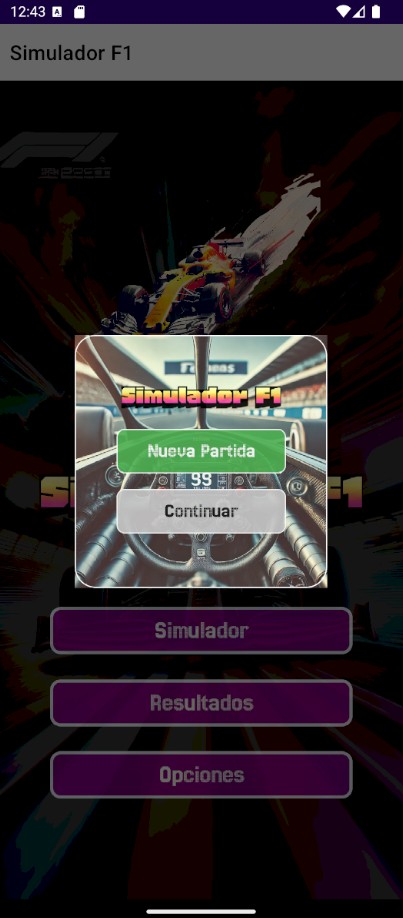 12:43
Simulador F1
Simulador F1
Nueva Partida
99
Continuar
Simulador
Resultados
Opciones